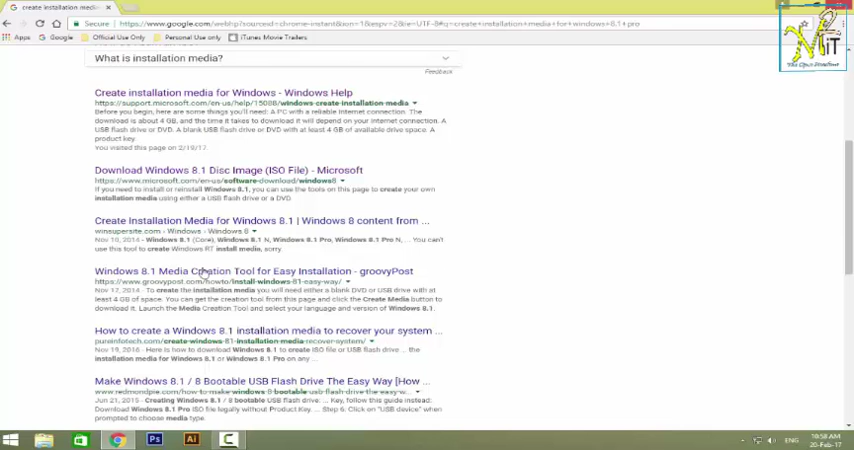 create installation media
Secure https://www.google.com/webhp?sourceid=chrome-instant&ion=1&espv=2&ie=UTF-8#q=create+installation+media+for+windows+8.1+pro
Apps Google Official Use Only Personal use only iTunes Movie Trailers
What is installation media?
Feedback
Create installation media for Windows - Windows Help
https://support.microsoft.com/en-us/help/15088/windows-create-installation-media
Before you begin, here are some things you'll need: A PC with a reliable internet connection. The
download is about 4 GB, and the time to download it will depend on your internet connection. A
USB flash drive or DVD. A blank USB flash drive or DVD with at least 4 GB of available drive space. A
product key.
You visited this page on 2/19/17.
Download Windows 8.1 Disc Image (ISO File) - Microsoft
https://www.microsoft.com/en-us/software-download/windows8
If you need to install or reinstall Windows 8.1, you can use the tools on this page to create your own
installation media using either a USB flash drive or a DVD.
Create Installation Media for Windows 8.1 | Windows 8 content from ...
winsupersite.com › Windows › Windows 8
Nov 10, 2014 - Windows 8.1 (Core), Windows 8.1 N, Windows 8.1 Pro, Windows 8.1 Pro N, ... You can't
use this tool to create Windows RT install media, sorry.
Windows 8.1 Media Creation Tool for Easy Installation - groovyPost
https://www.groovypost.com/howto/install-windows-81-easy-way/
Nov 17, 2014 - To create the installation media you will need either a blank DVD or USB drive with at
least 4 GB of space. You can get the creation tool from this page and click the Create Media button to
download it. Launch the Media Creation Tool and select your language and version of Windows 8.1.
How to create a Windows 8.1 installation media to recover your system ...
pureinfotech.com/create-windows-81-installation-media-recover-system/
Nov 19, 2016 - Here is how to download Windows 8.1 to create ISO file or USB flash drive ... the
installation media for Windows 8.1 or Windows 8.1 Pro on any ...
Make Windows 8.1 / 8 Bootable USB Flash Drive The Easy Way [How ...
www.redmondpie.com/how-to-make-windows-8-bootable-usb-flash-drive-the-easy-w...
Jun 21, 2015 - Creating Windows 8.1 / 8 bootable USB flash drive: ... Key, follow this guide instead:
Download Windows 8.1 Pro ISO file legally without Product Key. ... Step 6: Click on "USB device" when
prompted to choose media type.
Ps Ai C
ENG
10:58 AM
20-Feb-17